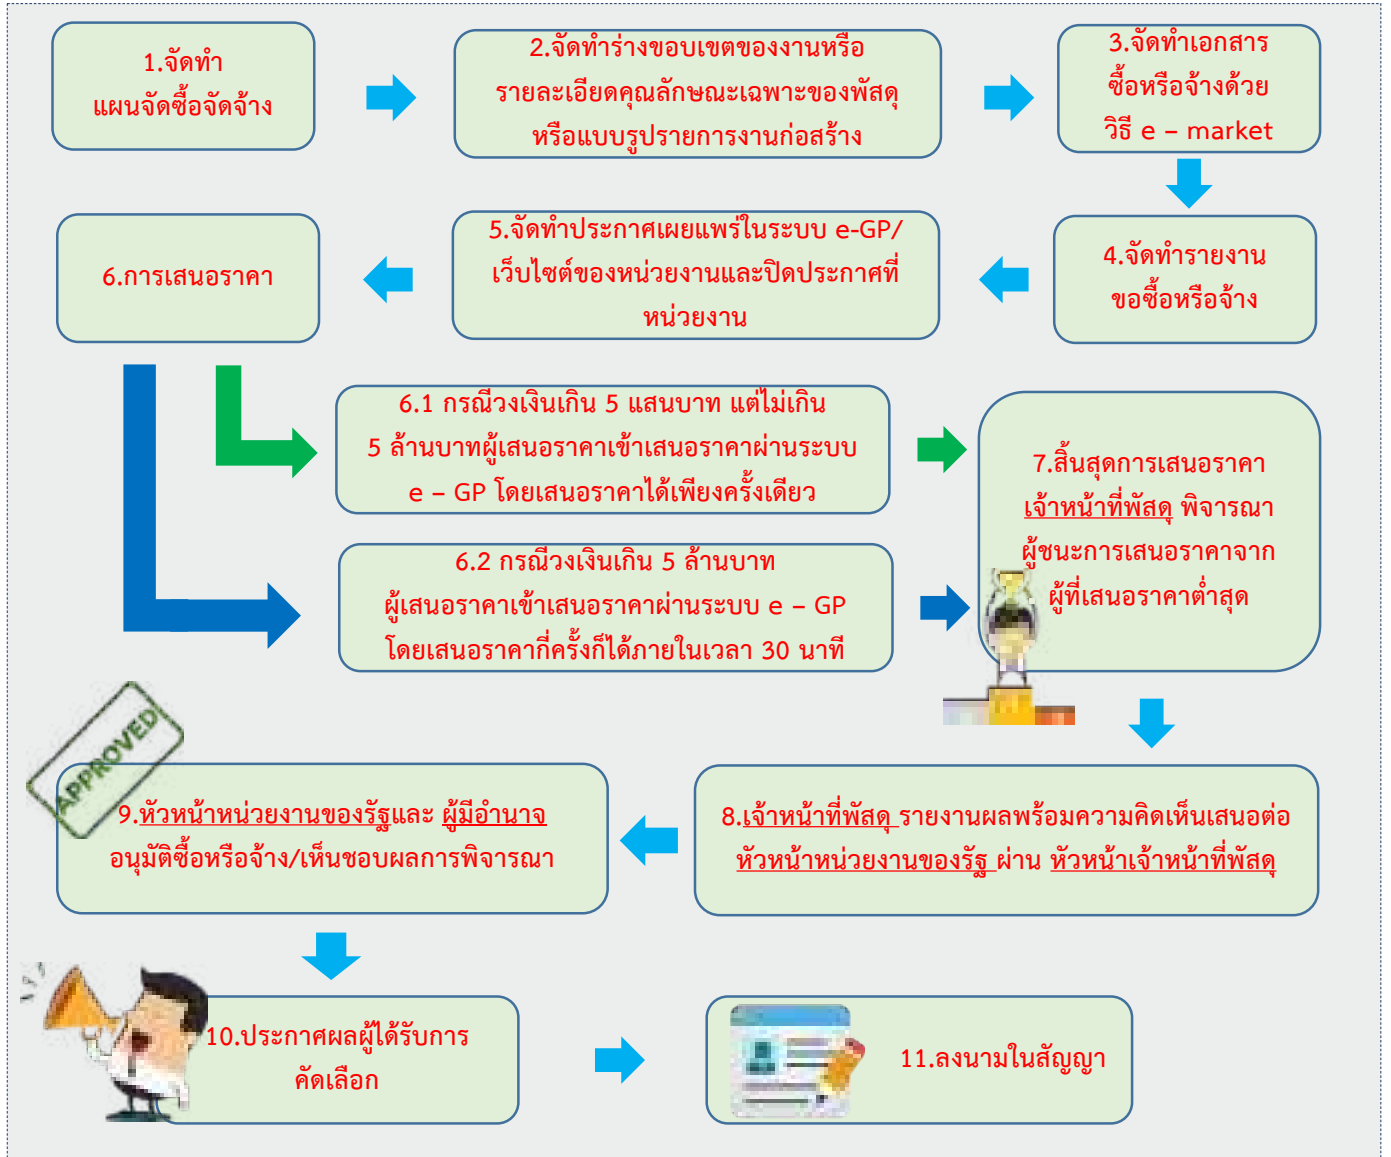 1.จัดทำ
แผนจัดซื้อจัดจ้าง
2.จัดทำร่างขอบเขตของงานหรือ
รายละเอียดคุณลักษณะเฉพาะของพัสดุ
หรือแบบรูปรายการงานก่อสร้าง
3.จัดทำเอกสาร
ซื้อหรือจ้างด้วย
วิธี e – market
4.จัดทำรายงาน
ขอซื้อหรือจ้าง
5.จัดทำประกาศเผยแพร่ในระบบ e-GP/
เว็บไซต์ของหน่วยงานและปิดประกาศที่
หน่วยงาน
6.การเสนอราคา
6.1 กรณีวงเงินเกิน 5 แสนบาท แต่ไม่เกิน
5 ล้านบาทผู้เสนอราคาเข้าเสนอราคาผ่านระบบ
e – GP โดยเสนอราคาได้เพียงครั้งเดียว
6.2 กรณีวงเงินเกิน 5 ล้านบาท
ผู้เสนอราคาเข้าเสนอราคาผ่านระบบ e – GP
โดยเสนอราคากี่ครั้งก็ได้ภายในเวลา 30 นาที
7.สิ้นสุดการเสนอราคา
เจ้าหน้าที่พัสดุ พิจารณา
ผู้ชนะการเสนอราคาจาก
ผู้ที่เสนอราคาต่ำสุด
8.เจ้าหน้าที่พัสดุ รายงานผลพร้อมความคิดเห็นเสนอต่อ
หัวหน้าหน่วยงานของรัฐ ผ่าน หัวหน้าเจ้าหน้าที่พัสดุ
APPROVED
9.หัวหน้าหน่วยงานของรัฐและ ผู้มีอำนาจ
อนุมัติซื้อหรือจ้าง/เห็นชอบผลการพิจารณา
10.ประกาศผลผู้ได้รับการ
คัดเลือก
11.ลงนามในสัญญา